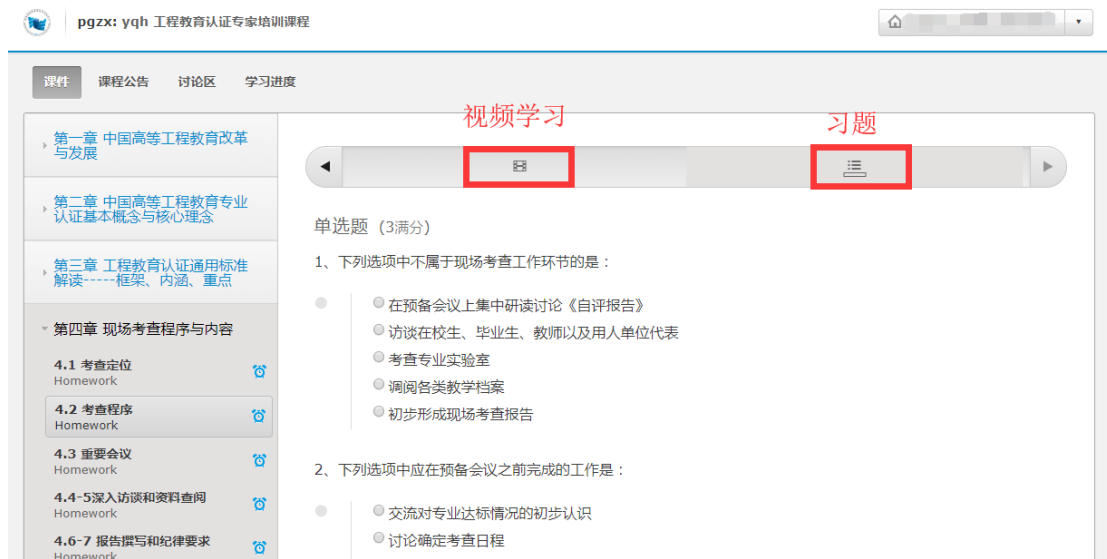 pgzx: yqh 工程教育认证专家培训课程
课件 课程公告 讨论区 学习进度
视频学习
习题
第一章 中国高等工程教育改革
与发展
第二章 中国高等工程教育专业
认证基本概念与核心理念
第三章 工程教育认证通用标准
解读-----框架、内涵、重点
第四章 现场考查程序与内容
4.1 考查定位
Homework
4.2 考查程序
Homework
4.3 重要会议
Homework
4.4-5深入访谈和资料查阅
Homework
4.6-7 报告撰写和纪律要求
Homework
单选题 (3满分)
1、下列选项中不属于现场考查工作环节的是：
在预备会议上集中研读讨论《自评报告》
访谈在校生、毕业生、教师以及用人单位代表
考查专业实验室
调阅各类教学档案
初步形成现场考查报告
2、下列选项中应在预备会议之前完成的工作是：
交流对专业达标情况的初步认识
讨论确定考查日程